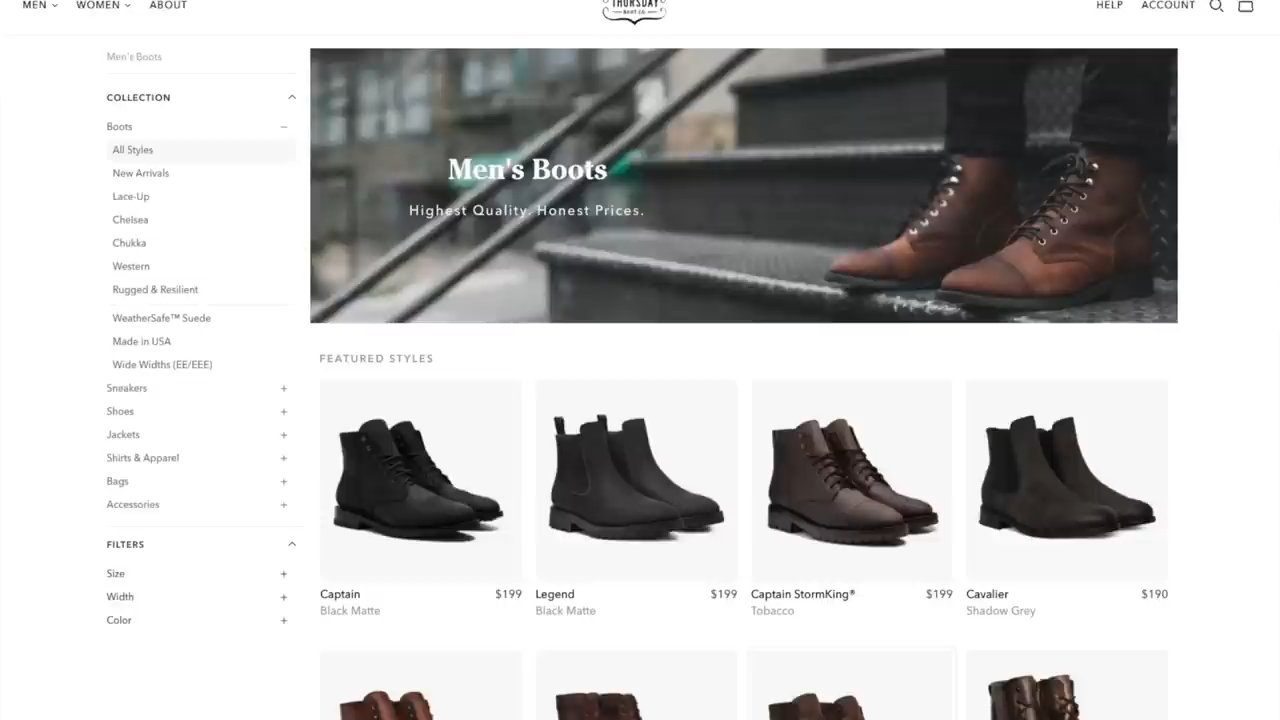 MEN
WOMEN
ABOUT
THURSDAY
BOOT CO.
HELP
ACCOUNT
Men's Boots
COLLECTION
Boots
All Styles
New Arrivals
Lace-Up
Chelsea
Chukka
Western
Rugged & Resilient
WeatherSafe™ Suede
Made in USA
Wide Widths (EE/EEE)
Sneakers
Shoes
Jackets
Shirts & Apparel
Bags
Accessories
FILTERS
Size
Width
Color
Men's Boots
Highest Quality. Honest Prices.
FEATURED STYLES
Captain $199
Black Matte
Legend $199
Black Matte
Captain StormKing® $199
Tobacco
Cavalier $190
Shadow Grey